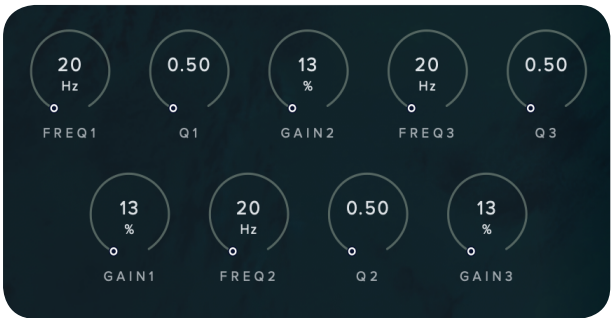 20 0.50 13 20 0.50
Hz % Hz
FREQ1 Q1 GAIN2 FREQ3 Q3
13 20 0.50 13
% Hz %
GAIN1 FREQ2 Q2 GAIN3